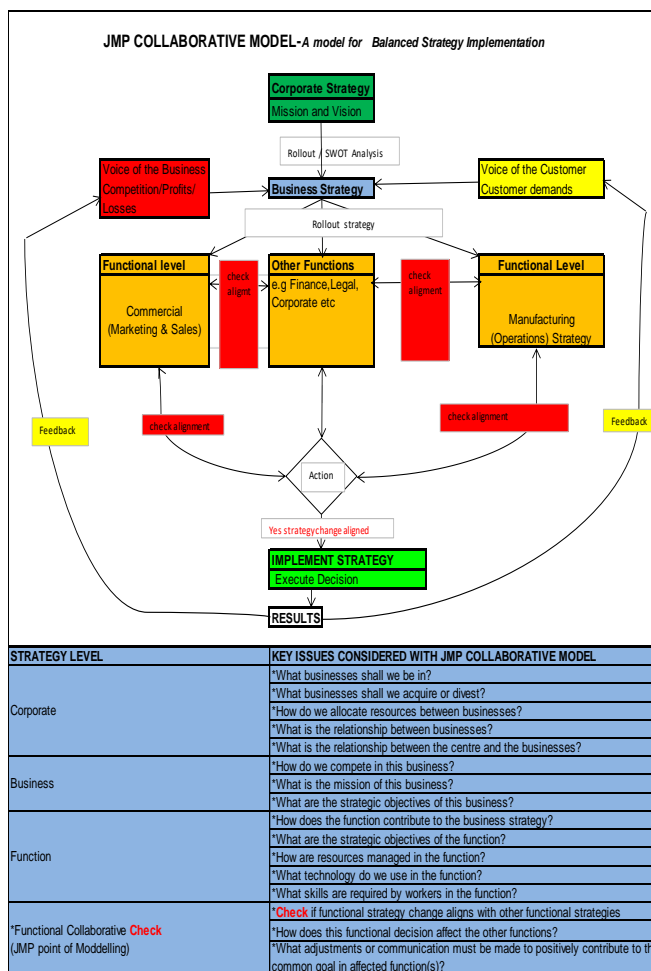 JMP COLLABORATIVE MODEL-A model for Balanced Strategy Implementation
Corporate Strategy
Mission and Vision
Rollout / SWOT Analysis
Voice of the Business
Competition/Profits/
Losses
Business Strategy
Voice of the Customer
Customer demands
Rollout strategy
Functional level
Commercial
(Marketing & Sales)
check
aligmt
Other Functions
e.g Finance,Legal,
Corporate etc
check
aligment
Functional Level
Manufacturing
(Operations) Strategy
Feedback
check alignment
check alignment
Feedback
Action
Yes strategy change aligned
IMPLEMENT STRATEGY
Execute Decision
RESULTS
STRATEGY LEVEL
KEY ISSUES CONSIDERED WITH JMP COLLABORATIVE MODEL
Corporate
*What businesses shall we be in?
*What businesses shall we acquire or divest?
*How do we allocate resources between businesses?
*What is the relationship between businesses?
*What is the relationship between the centre and the businesses?
Business
*How do we compete in this business?
*What is the mission of this business?
*What are the strategic objectives of this business?
Function
*How does the function contribute to the business strategy?
*What are the strategic objectives of the function?
*How are resources managed in the function?
*What technology do we use in the function?
*What skills are required by workers in the function?
*Functional Collaborative Check
(JMP point of Moddelling)
*Check if functional strategy change aligns with other functional strategies
*How does this functional decision affect the other functions?
*What adjustments or communication must be made to positively contribute to th
common goal in affected function(s)?